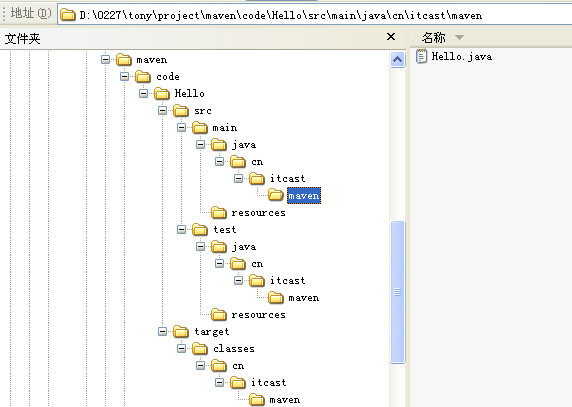 地址(D) D:\0227\tony\project\maven\code\Hello\src\main\java\cn\itcast\maven
文件夹
名称
maven
Hello.java
code
Hello
src
main
java
cn
itcast
maven
resources
test
java
cn
itcast
maven
resources
target
classes
cn
itcast
maven